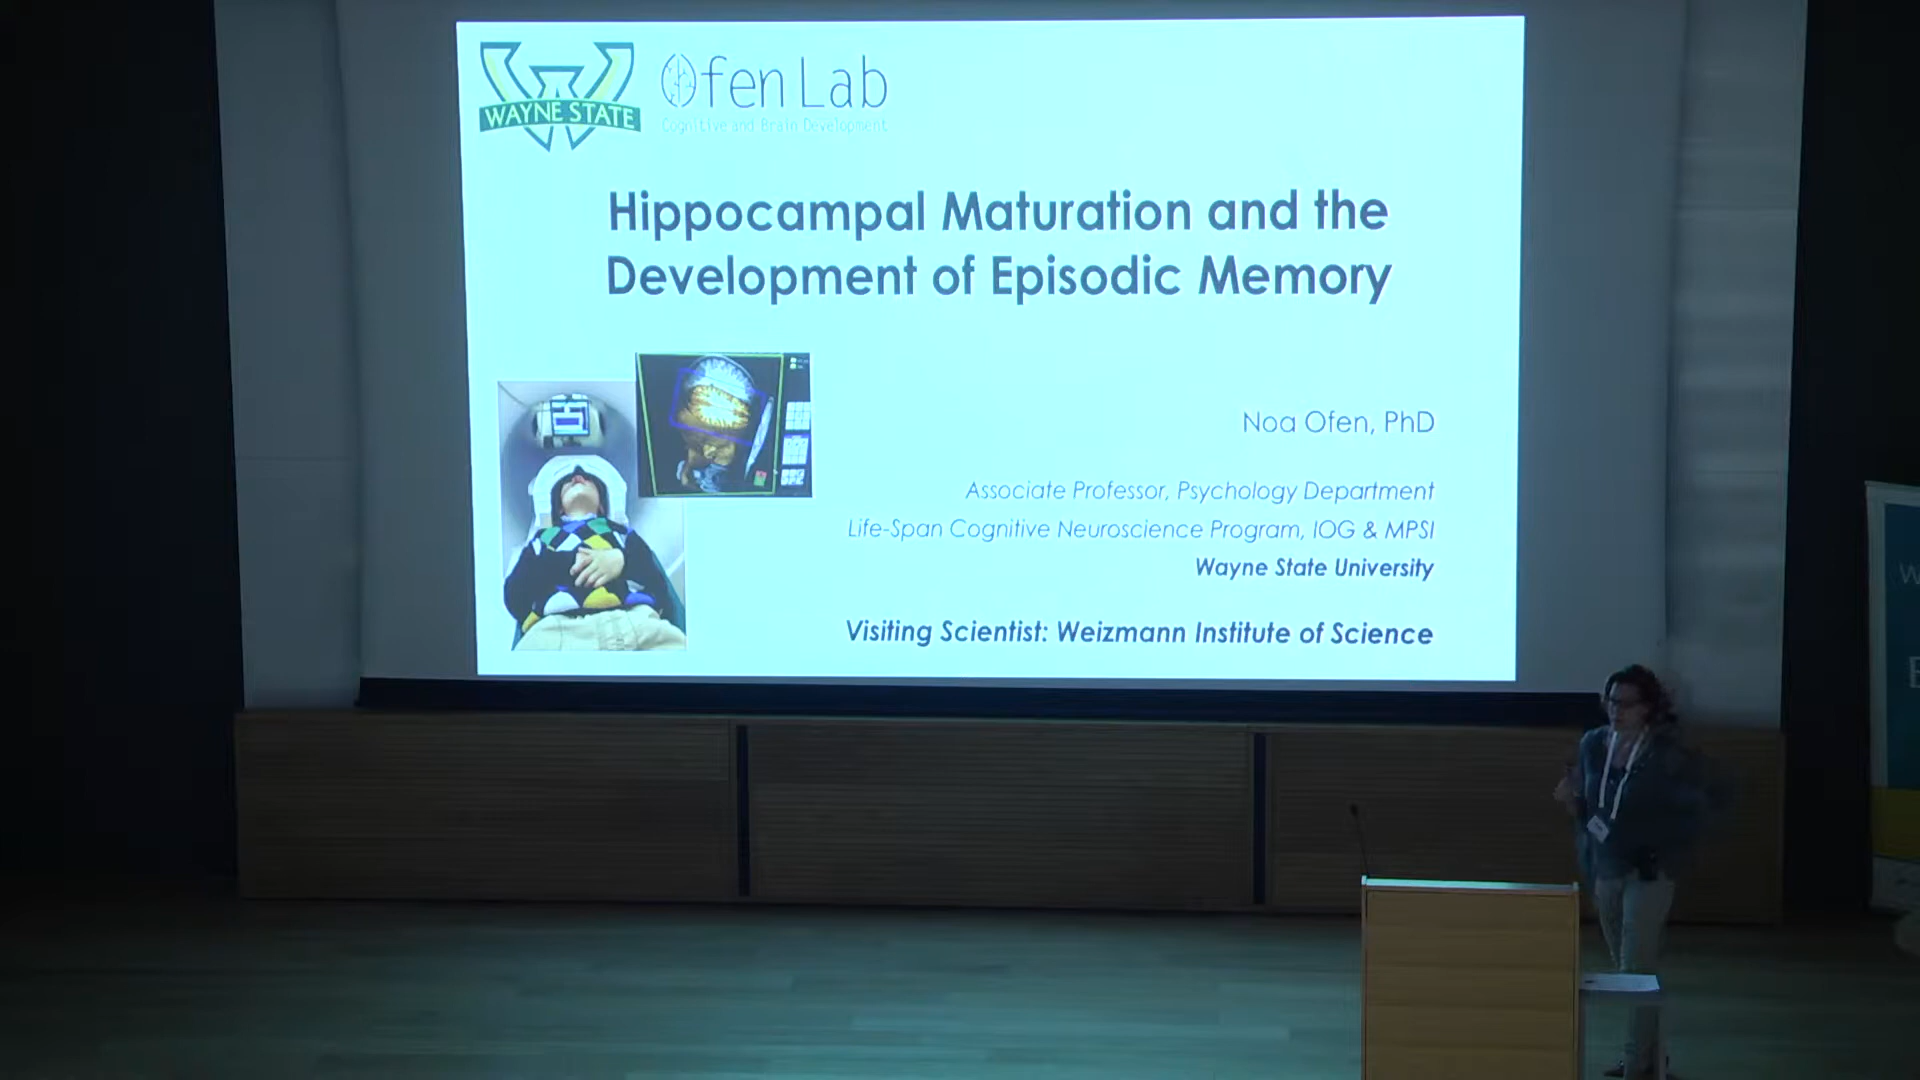 WAYNE STATE
Ofen Lab
Cognitive and Brain Development
Hippocampal Maturation and the
Development of Episodic Memory
Noa Ofen, PhD
Associate Professor, Psychology Department
Life-Span Cognitive Neuroscience Program, IOG & MPSI
Wayne State University
Visiting Scientist: Weizmann Institute of Science